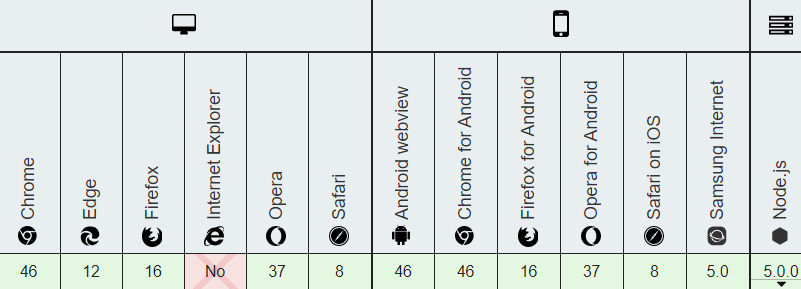 Chrome
Edge
Firefox
Internet Explorer
Opera
Safari
Android webview
Chrome for Android
Firefox for Android
Opera for Android
Safari on iOS
Samsung Internet
Node.js
46 12 16 No 37 8 46 46 16 37 8 5.0 5.0.0